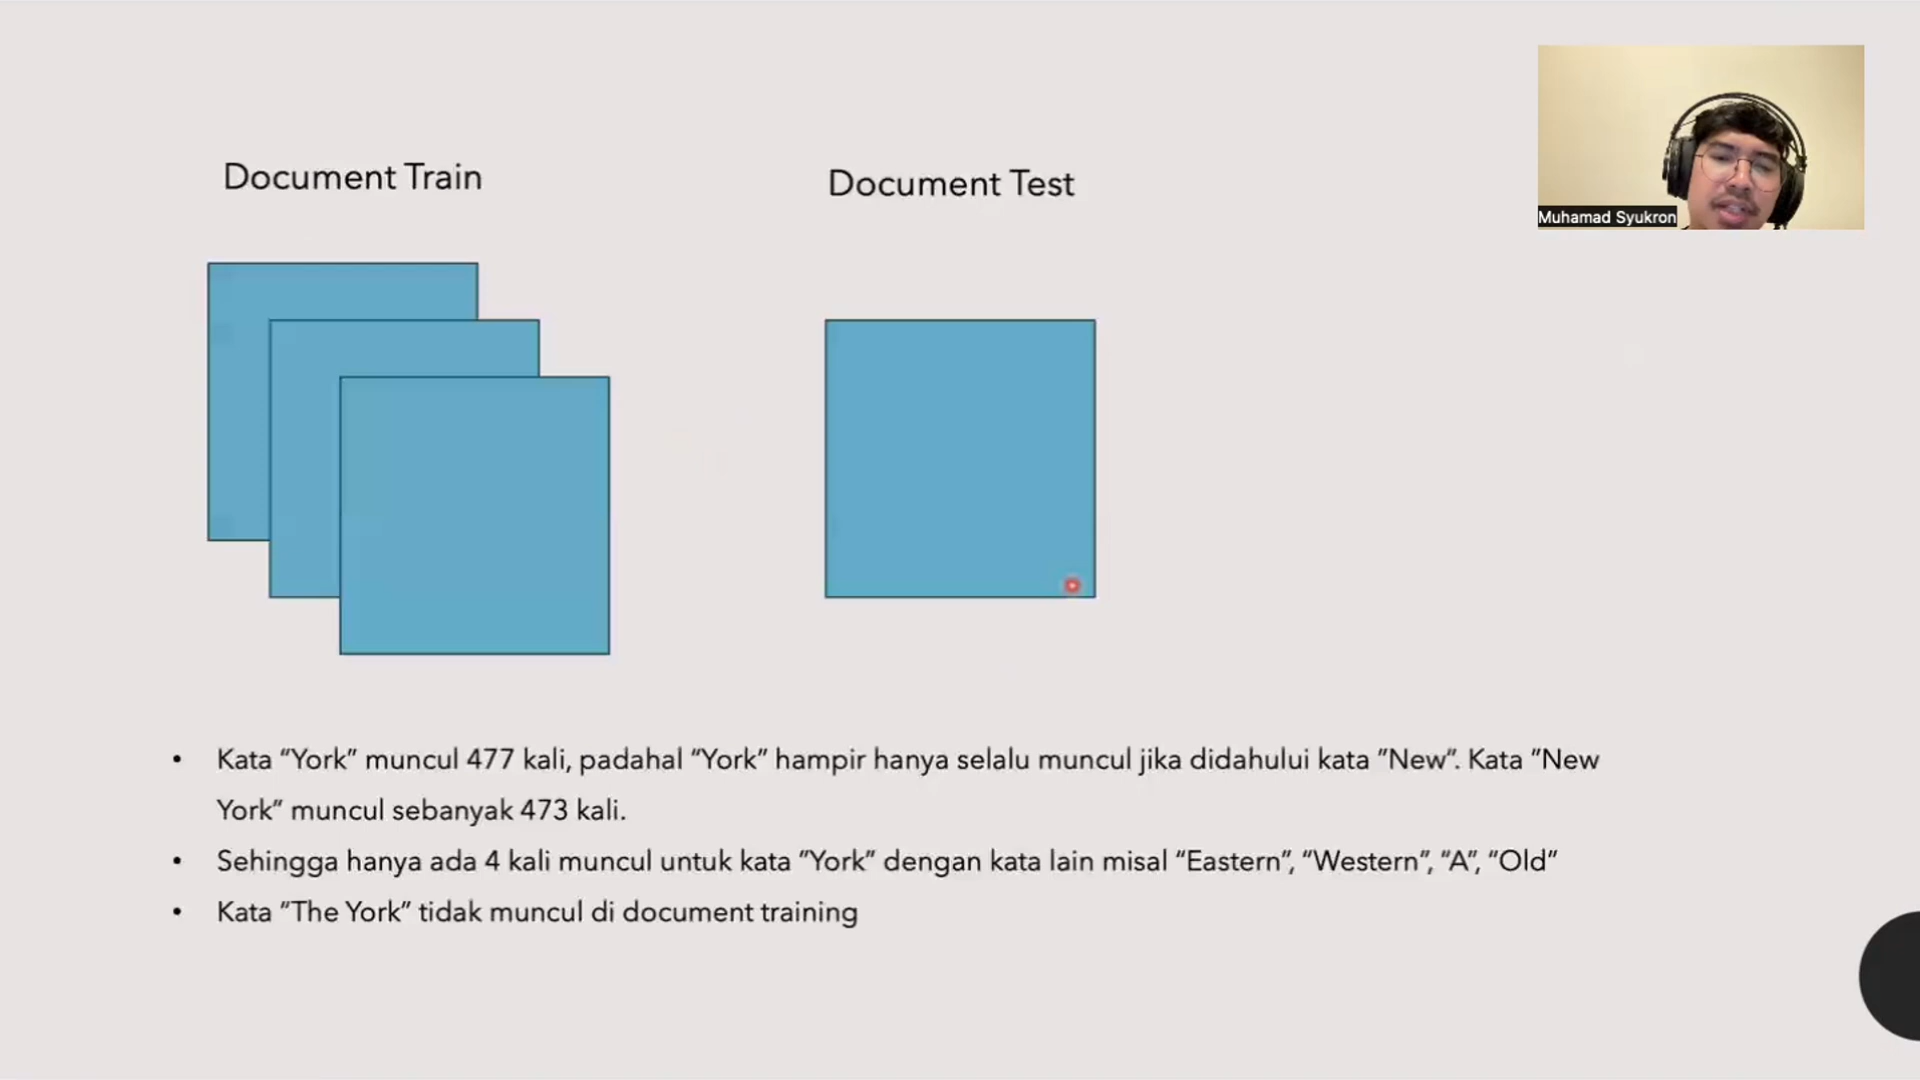 Document Train
Document Test
Muhamad Syukron
• Kata “York” muncul 477 kali, padahal “York” hampir hanya selalu muncul jika didahului kata “New”. Kata “New
York” muncul sebanyak 473 kali.
• Sehingga hanya ada 4 kali muncul untuk kata “York” dengan kata lain misal “Eastern”, “Western”, “A”, “Old”
• Kata “The York” tidak muncul di document training